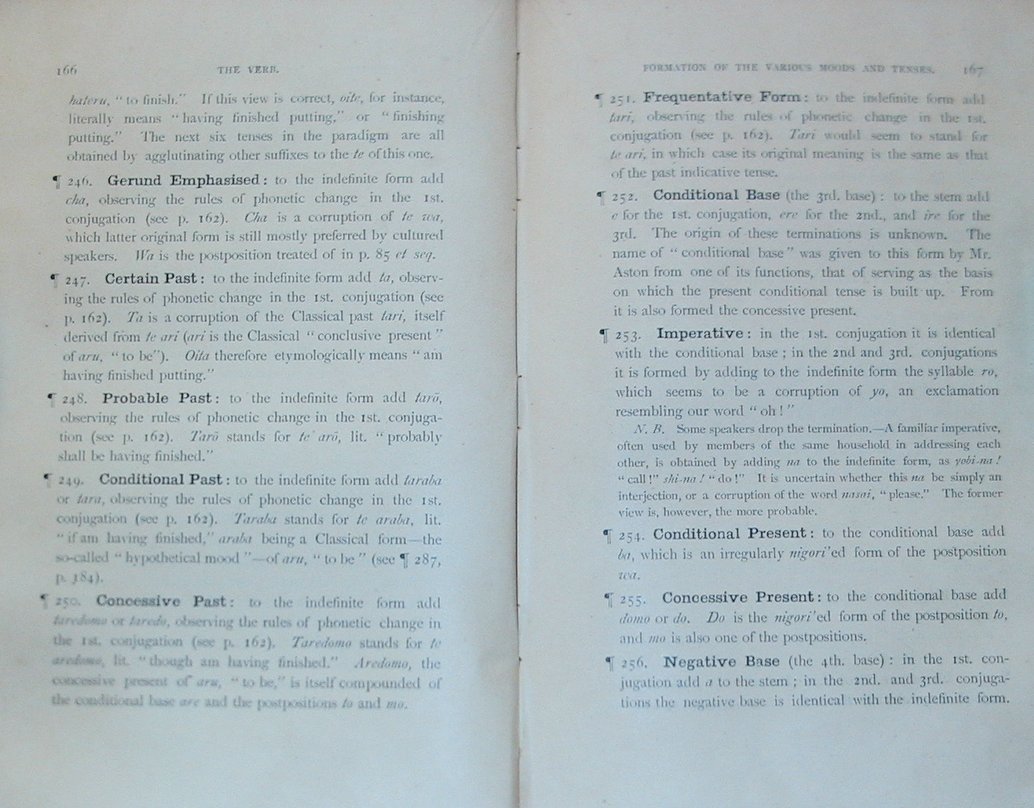 166 THE VERB.
hateru, "to finish." If this view is correct, oite, for instance,
literally means "having finished putting," or "finishing
putting." The next six tenses in the paradigm are all
obtained by agglutinating other suffixes to the te of this one.
¶ 246. Gerund Emphasised: to the indefinite form add
cha, observing the rules of phonetic change in the 1st.
conjugation (see p. 162). Cha is a corruption of te wa,
which latter original form is still mostly preferred by cultured
speakers. Wa is the postposition treated of in p. 85 et seq.
¶ 247. Certain Past: to the indefinite form add ta, observ-
ing the rules of phonetic change in the 1st. conjugation (see
p. 162). Ta is a corruption of the Classical past tari, itself
derived from te ari (ari is the Classical "conclusive present"
of aru, "to be"). Oita therefore etymologically means "am
having finished putting."
¶ 248. Probable Past: to the indefinite form add tarō,
observing the rules of phonetic change in the 1st. conjuga-
tion (see p. 162). Tarō stands for te arō, lit. "probably
shall be having finished."
¶ 249. Conditional Past: to the indefinite form add taraba
or tara, observing the rules of phonetic change in the 1st.
conjugation (see p. 162). Taraba stands for te araba, lit.
"if am having finished," araba being a Classical form—the
so-called "hypothetical mood"—of aru, "to be" (see ¶ 287,
p. 184).
¶ 250. Concessive Past: to the indefinite form add
taredomo or taredo, observing the rules of phonetic change in
the 1st. conjugation (see p. 162). Taredomo stands for te
aredomo, lit. "though am having finished." Aredomo, the
concessive present of aru, "to be," is itself compounded of
the conditional base are and the postpositions to and mo.
FORMATION OF THE VARIOUS MOODS AND TENSES. 167
¶ 251. Frequentative Form: to the indefinite form add
tari, observing the rules of phonetic change in the 1st.
conjugation (see p. 162). Tari would seem to stand for
te ari, in which case its original meaning is the same as that
of the past indicative tense.
¶ 252. Conditional Base (the 3rd. base): to the stem add
e for the 1st. conjugation, ere for the 2nd., and ire for the
3rd. The origin of these terminations is unknown. The
name of "conditional base" was given to this form by Mr.
Aston from one of its functions, that of serving as the basis
on which the present conditional tense is built up. From
it is also formed the concessive present.
¶ 253. Imperative: in the 1st. conjugation it is identical
with the conditional base; in the 2nd and 3rd. conjugations
it is formed by adding to the indefinite form the syllable ro,
which seems to be a corruption of yo, an exclamation
resembling our word "oh!"
N. B. Some speakers drop the termination.—A familiar imperative,
often used by members of the same household in addressing each
other, is obtained by adding na to the indefinite form, as yobi-na!
"call!" shi-na! "do!" It is uncertain whether this na be simply an
interjection, or a corruption of the word nasai, "please." The former
view is, however, the more probable.
¶ 254. Conditional Present: to the conditional base add
ba, which is an irregularly nigori'ed form of the postposition
wa.
¶ 255. Concessive Present: to the conditional base add
domo or do. Do is the nigori'ed form of the postposition to,
and mo is also one of the postpositions.
¶ 256. Negative Base (the 4th. base): in the 1st. con-
jugation add a to the stem; in the 2nd. and 3rd. conjuga-
tions the negative base is identical with the indefinite form.